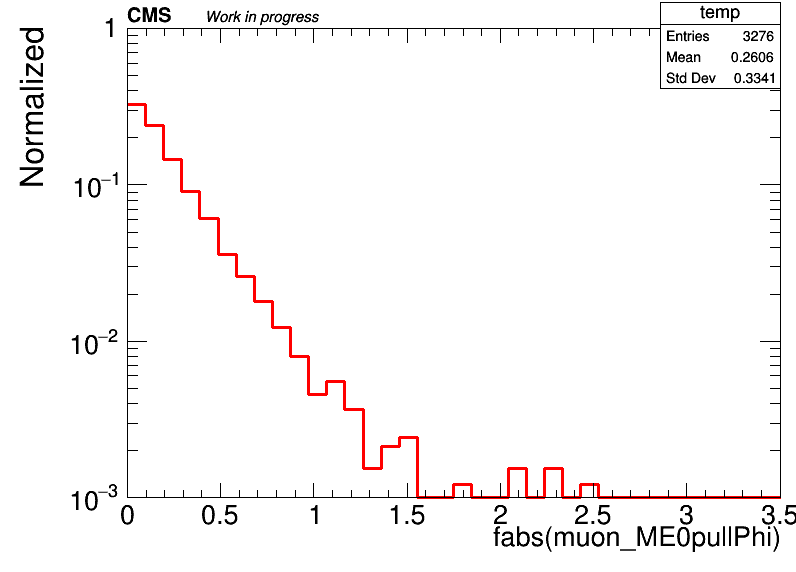 CMS Work in progress
temp
Entries 3276
Mean 0.2606
Std Dev 0.3341
Normalized
1
10−1
10−2
10−3
0 0.5 1 1.5 2 2.5 3 3.5
fabs(muon_ME0pullPhi)